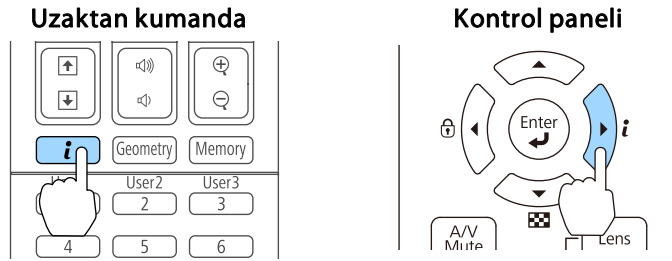 Uzaktan kumanda
i
Geometry
Memory
User2
User3
2
3
4
5
6
Kontrol paneli
Enter
i
A/V
Mute
Lens